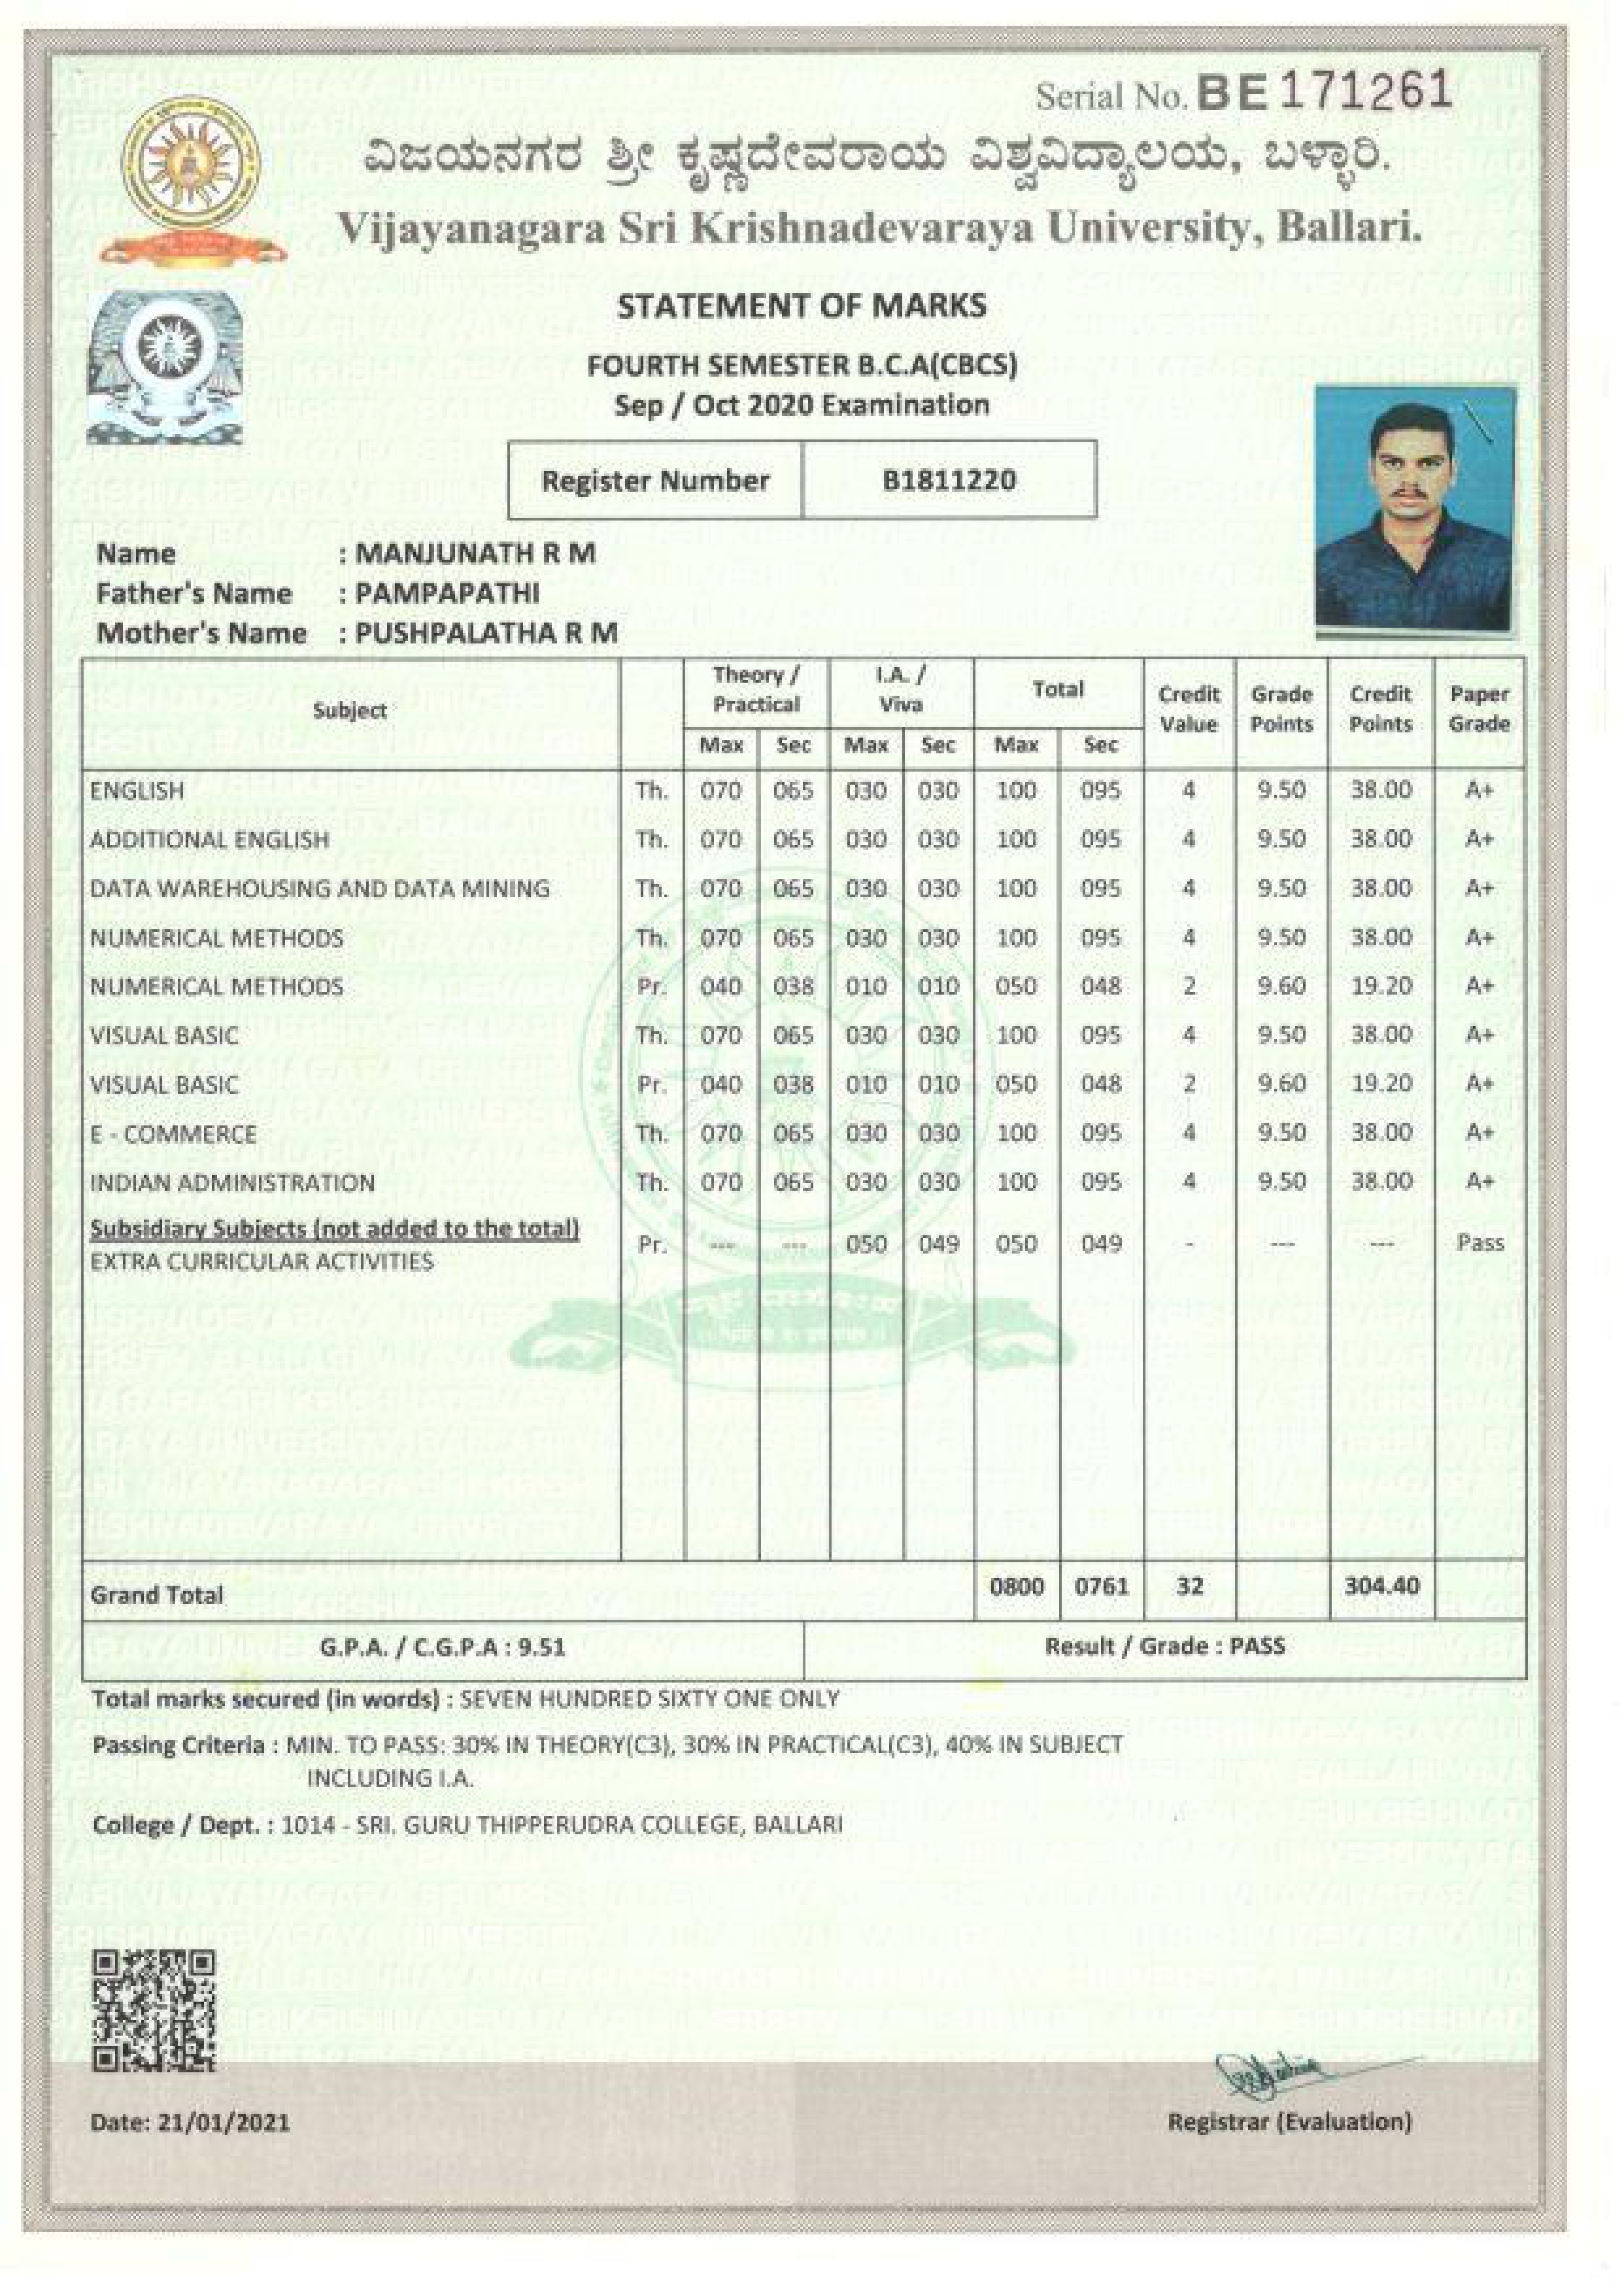 Serial No. BE 171261
ವಿಜಯನಗರ ಶ್ರೀ ಕೃಷ್ಣದೇವರಾಯ ವಿಶ್ವವಿದ್ಯಾಲಯ, ಬಳ್ಳಾರಿ.
Vijayanagara Sri Krishnadevaraya University, Ballari.
STATEMENT OF MARKS
FOURTH SEMESTER B.C.A(CBCS)
Sep / Oct 2020 Examination
Register Number B1811220
Name : MANJUNATH R M
Father's Name : PAMPAPATHI
Mother's Name : PUSHPALATHA R M
Subject Theory / Practical I.A. / Viva Total Credit Value Grade Points Credit Points Paper Grade
Max Sec Max Sec Max Sec
ENGLISH Th. 070 065 030 030 100 095 4 9.50 38.00 A+
ADDITIONAL ENGLISH Th. 070 065 030 030 100 095 4 9.50 38.00 A+
DATA WAREHOUSING AND DATA MINING Th. 070 065 030 030 100 095 4 9.50 38.00 A+
NUMERICAL METHODS Th. 070 065 030 030 100 095 4 9.50 38.00 A+
NUMERICAL METHODS Pr. 040 038 010 010 050 048 2 9.60 19.20 A+
VISUAL BASIC Th. 070 065 030 030 100 095 4 9.50 38.00 A+
VISUAL BASIC Pr. 040 038 010 010 050 048 2 9.60 19.20 A+
E - COMMERCE Th. 070 065 030 030 100 095 4 9.50 38.00 A+
INDIAN ADMINISTRATION Th. 070 065 030 030 100 095 4 9.50 38.00 A+
Subsidiary Subjects (not added to the total)
EXTRA CURRICULAR ACTIVITIES Pr. --- --- 050 049 050 049 - --- --- Pass
Grand Total 0800 0761 32 304.40
G.P.A. / C.G.P.A : 9.51 Result / Grade : PASS
Total marks secured (in words) : SEVEN HUNDRED SIXTY ONE ONLY
Passing Criteria : MIN. TO PASS: 30% IN THEORY(C3), 30% IN PRACTICAL(C3), 40% IN SUBJECT
INCLUDING I.A.
College / Dept. : 1014 - SRI. GURU THIPPERUDRA COLLEGE, BALLARI
Date: 21/01/2021
Registrar (Evaluation)